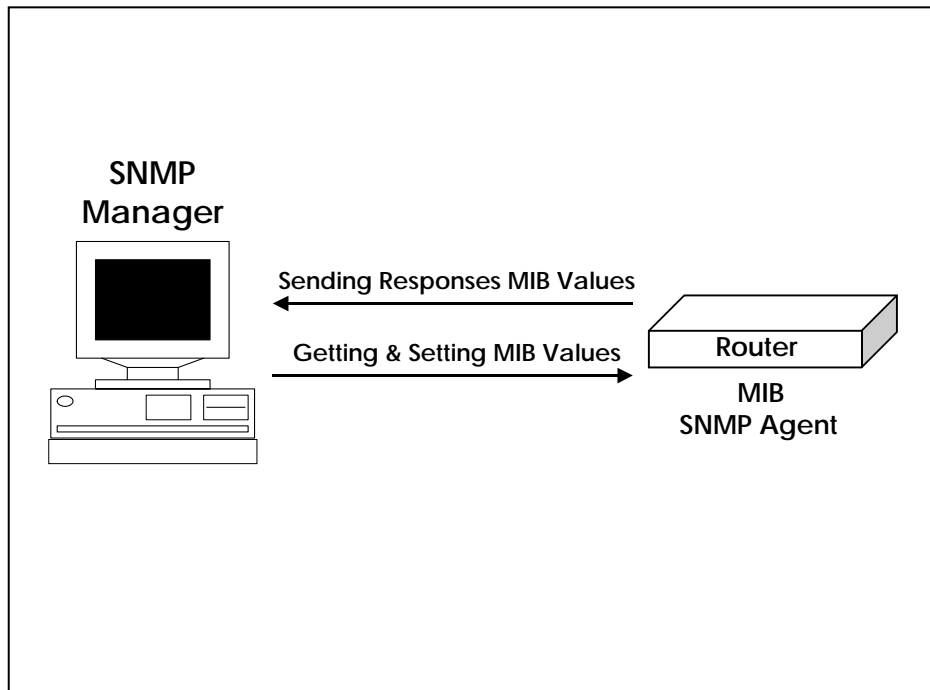 SNMP
Manager
Sending Responses MIB Values
Getting & Setting MIB Values
Router
MIB
SNMP Agent